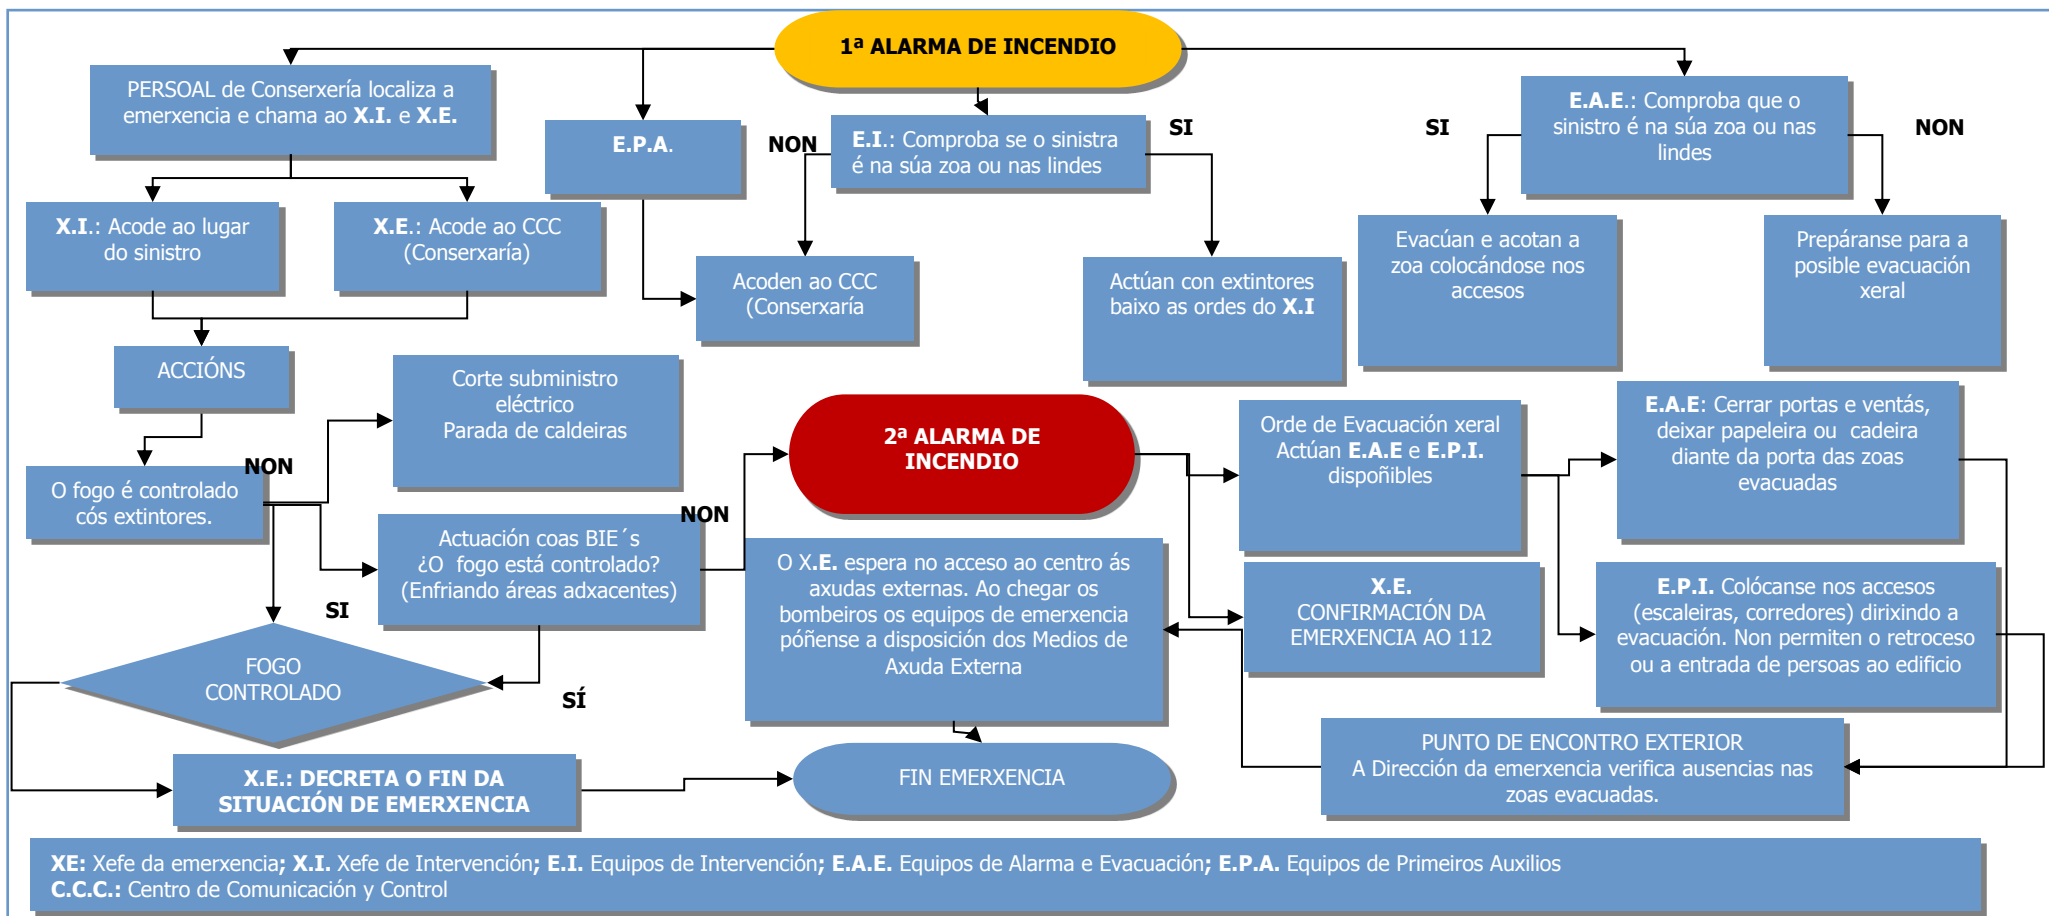 1ª ALARMA DE INCENDIO
PERSOAL de Conserxería localiza a
emerxencia e chama ao X.I. e X.E.
E.P.A.
NON
E.I.: Comproba se o sinistra
é na súa zoa ou nas lindes
SI
SI
E.A.E.: Comproba que o
sinistro é na súa zoa ou nas
lindes
NON
X.I.: Acode ao lugar
do sinistro
X.E.: Acode ao CCC
(Conserxaría)
Acoden ao CCC
(Conserxaría
Actúan con extintores
baixo as ordes do X.I
Evacúan e acotan a
zoa colocándose nos
accesos
Prepáranse para a
posible evacuación
xeral
ACCIÓNS
Corte subministro
eléctrico
Parada de caldeiras
2ª ALARMA DE
INCENDIO
Orde de Evacuación xeral
Actúan E.A.E e E.P.I.
dispoñibles
E.A.E: Cerrar portas e ventás,
deixar papeleira ou cadeira
diante da porta das zoas
evacuadas
NON
O fogo é controlado
cós extintores.
NON
Actuación coas BIE´s
¿O fogo está controlado?
(Enfriando áreas adxacentes)
O X.E. espera no acceso ao centro ás
axudas externas. Ao chegar os
bombeiros os equipos de emerxencia
póñense a disposición dos Medios de
Axuda Externa
X.E.
CONFIRMACIÓN DA
EMERXENCIA AO 112
E.P.I. Colócanse nos accesos
(escaleiras, corredores) dirixindo a
evacuación. Non permiten o retroceso
ou a entrada de persoas ao edificio
SI
FOGO
CONTROLADO
SÍ
PUNTO DE ENCONTRO EXTERIOR
A Dirección da emerxencia verifica ausencias nas
zoas evacuadas.
X.E.: DECRETA O FIN DA
SITUACIÓN DE EMERXENCIA
FIN EMERXENCIA
XE: Xefe da emerxencia; X.I. Xefe de Intervención; E.I. Equipos de Intervención; E.A.E. Equipos de Alarma e Evacuación; E.P.A. Equipos de Primeiros Auxilios
C.C.C.: Centro de Comunicación y Control